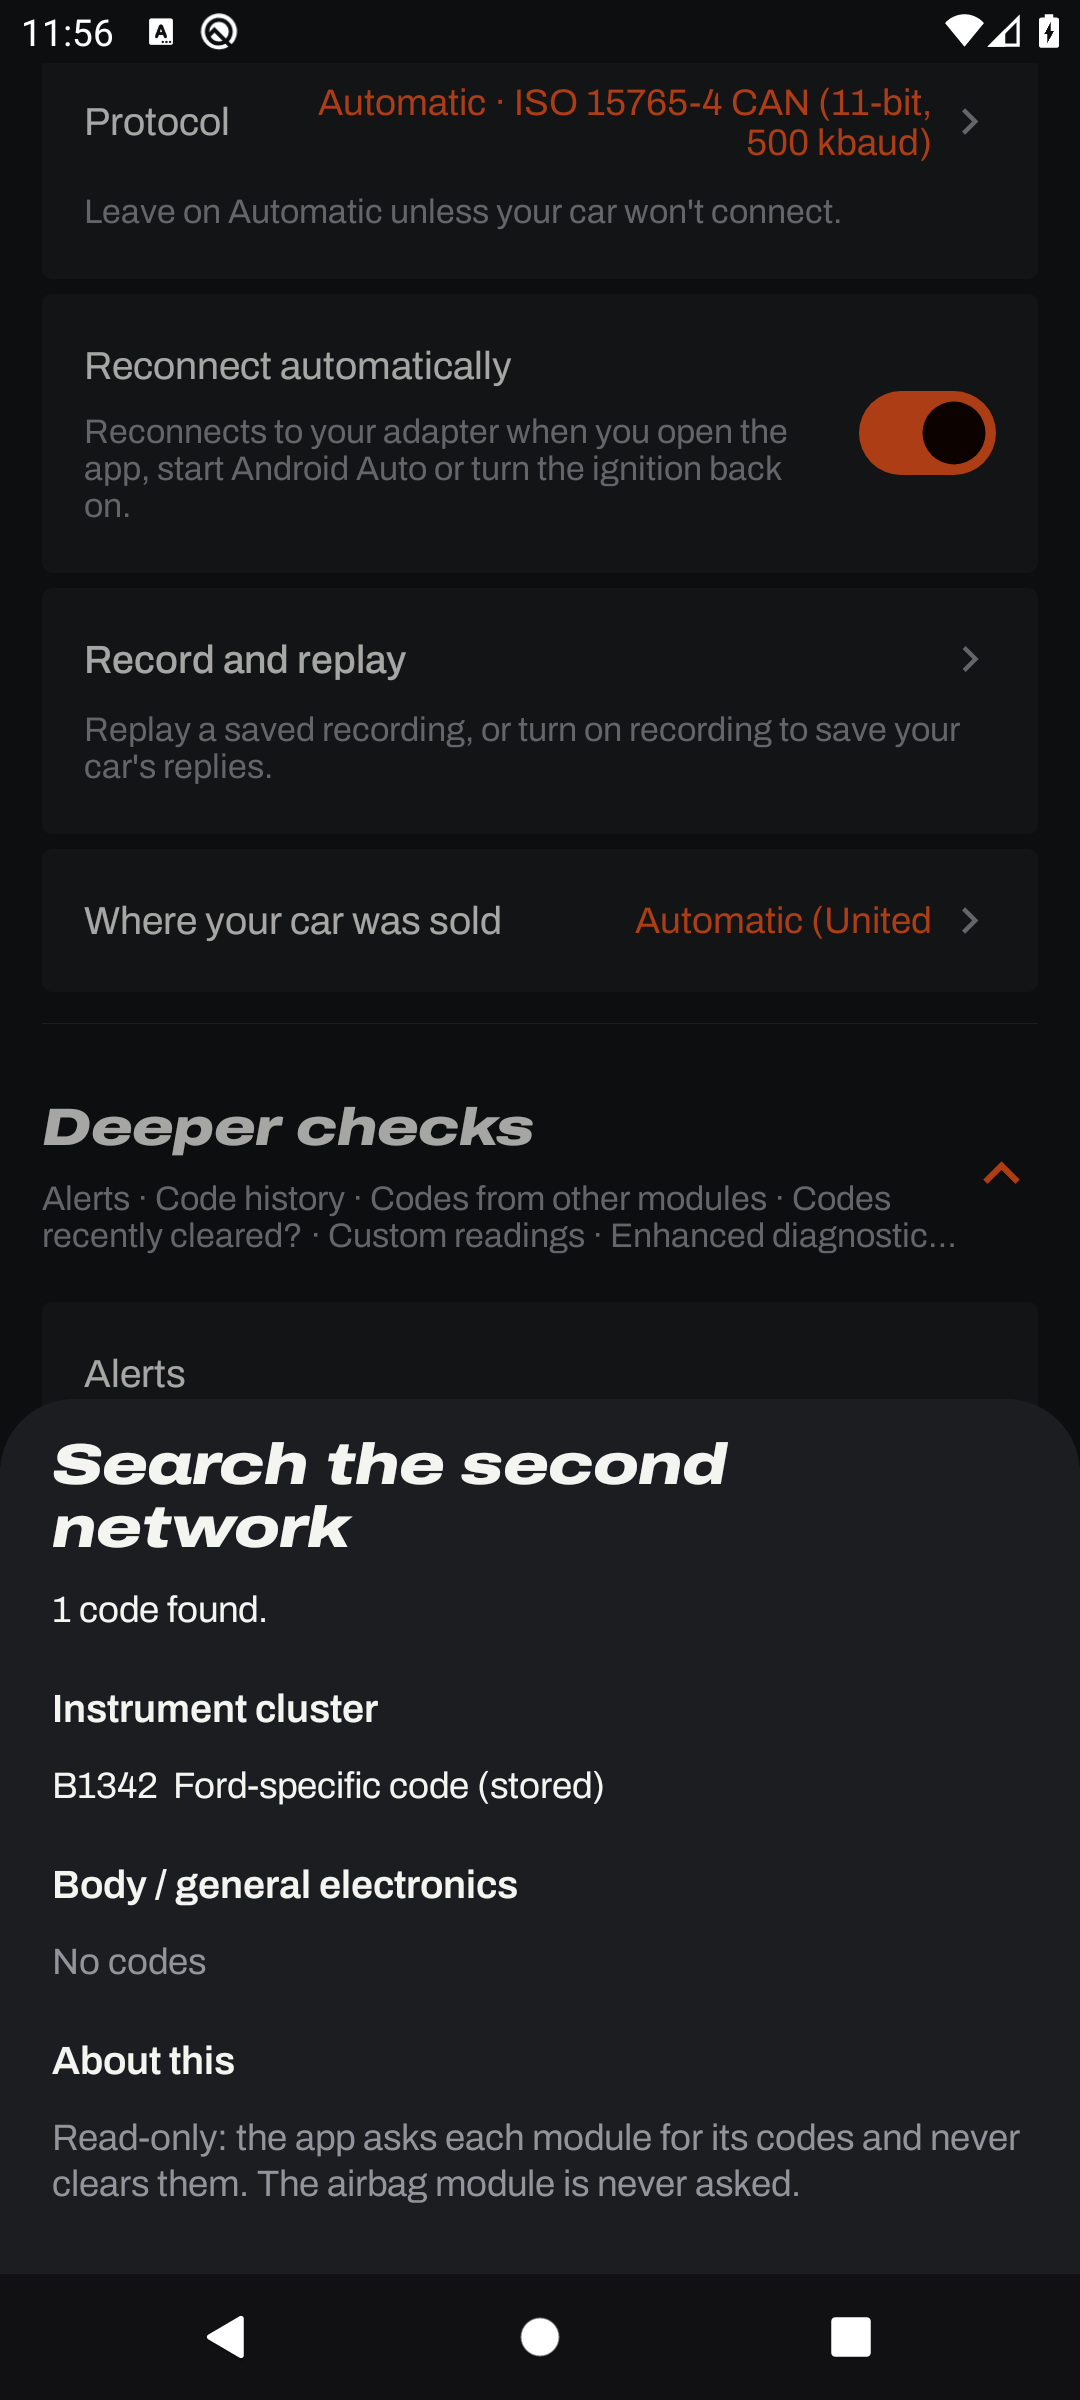 11:56
Protocol
Automatic · ISO 15765-4 CAN (11-bit,
500 kbaud)
Leave on Automatic unless your car won't connect.
Reconnect automatically
Reconnects to your adapter when you open the
app, start Android Auto or turn the ignition back
on.
Record and replay
Replay a saved recording, or turn on recording to save your
car's replies.
Where your car was sold
Automatic (United
Deeper checks
Alerts · Code history · Codes from other modules · Codes
recently cleared? · Custom readings · Enhanced diagnostic...
Alerts
Search the second
network
1 code found.
Instrument cluster
B1342 Ford-specific code (stored)
Body / general electronics
No codes
About this
Read-only: the app asks each module for its codes and never
clears them. The airbag module is never asked.